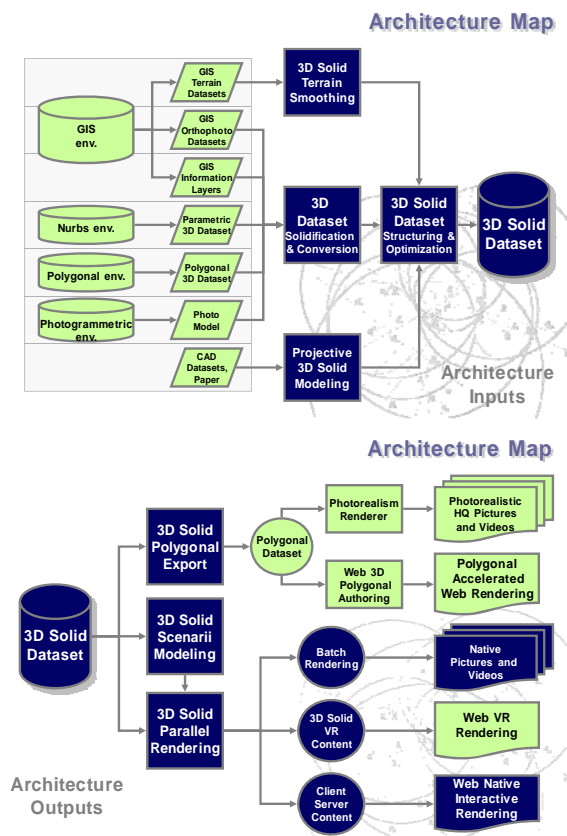 Architecture Map
GIS
Terrain
Datasets
3D Solid
Terrain
Smoothing
GIS
env.
GIS
Orthophoto
Datasets
GIS
Information
Layers
Nurbs env.
Parametric
3D Dataset
3D
Dataset
Solidification
& Conversion
3D Solid
Dataset
Structuring &
Optimization
3D Solid
Dataset
Polygonal env.
Polygonal
3D Dataset
Photogrammetric
env.
Photo
Model
CAD
Datasets,
Paper
Projective
3D Solid
Modeling
Architecture
Inputs
Architecture Map
3D Solid
Polygonal
Export
Polygonal
Dataset
Photorealism
Renderer
Photorealistic
HQ Pictures
and Videos
Web 3D
Polygonal
Authoring
Polygonal
Accelerated
Web Rendering
3D Solid
Dataset
3D Solid
Scenarii
Modeling
Batch
Rendering
Native
Pictures and
Videos
3D Solid
Parallel
Rendering
3D Solid
VR
Content
Web VR
Rendering
Client
Server
Content
Web Native
Interactive
Rendering
Architecture
Outputs